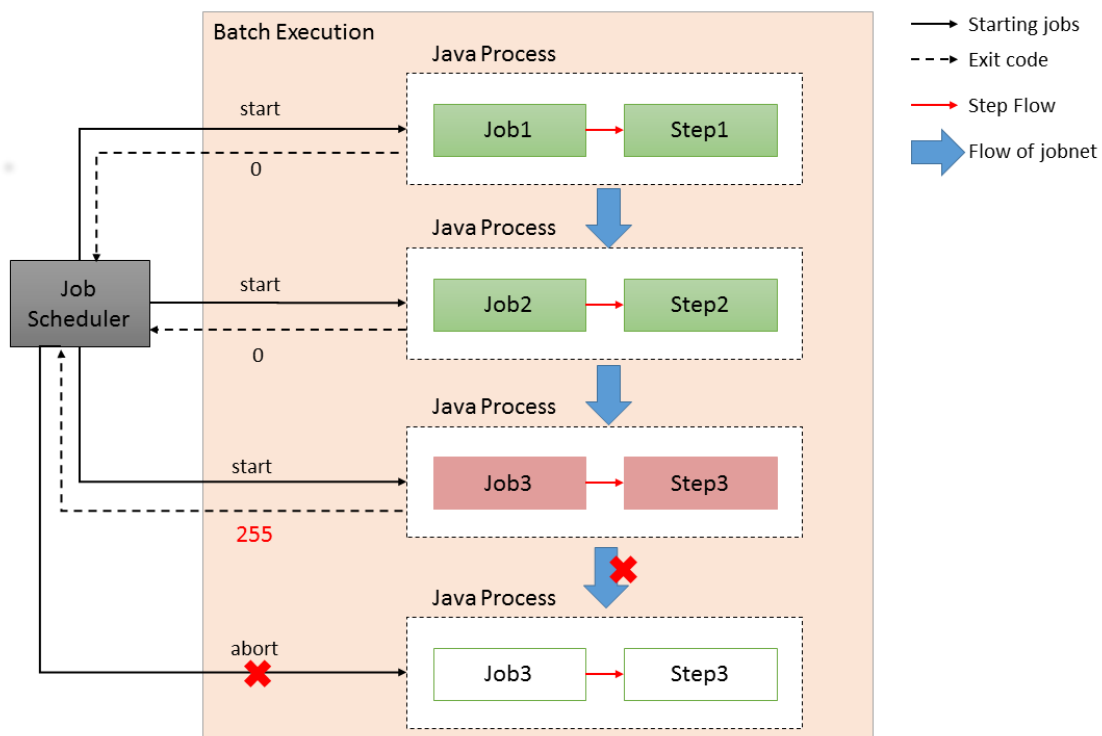 Batch Execution
Starting jobs
Exit code
Step Flow
Flow of jobnet
Java Process
start
Job1
Step1
0
Java Process
Job
Scheduler
start
Job2
Step2
0
Java Process
start
Job3
Step3
255
Java Process
abort
Job3
Step3